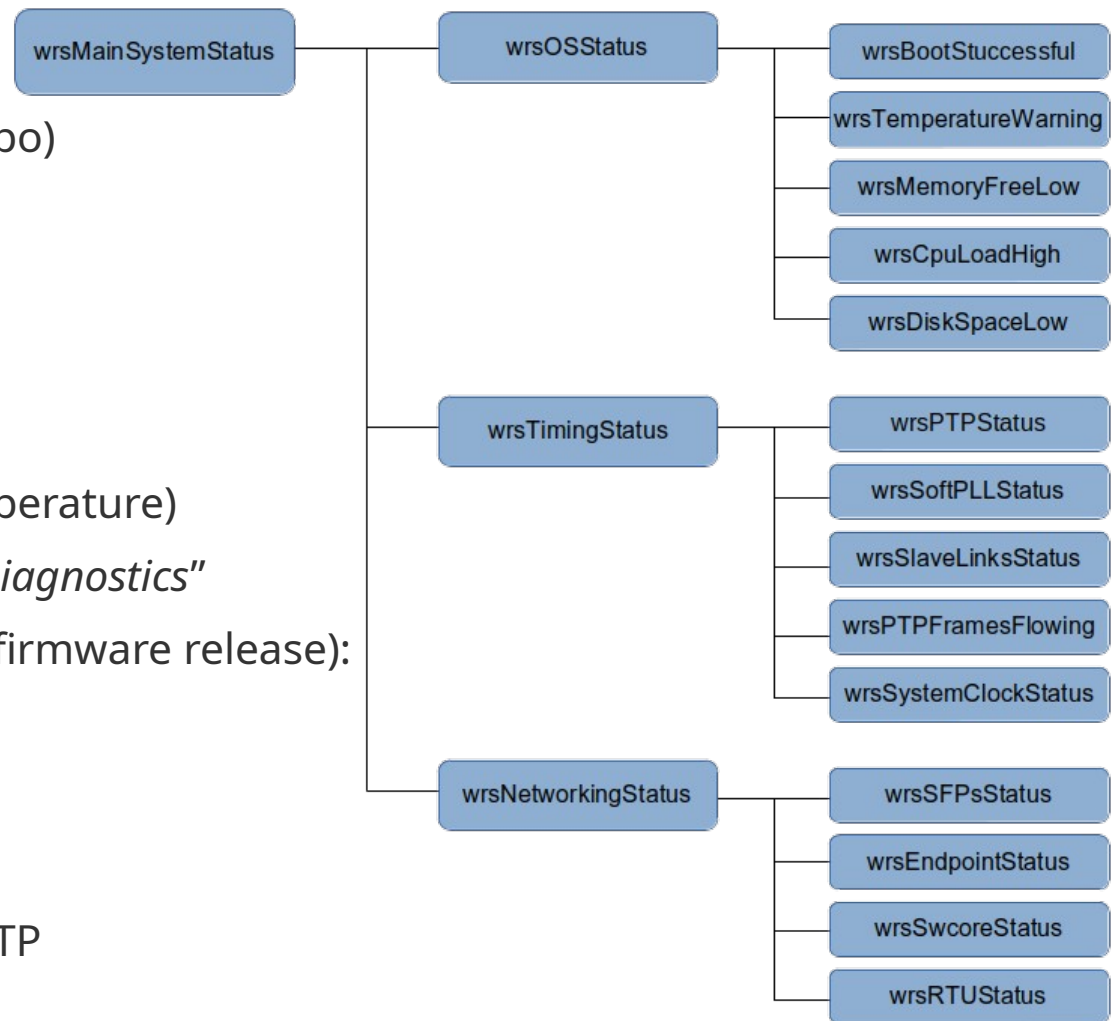 wrsMainSystemStatus
wrsOSStatus
wrsBootStuccessful
wrsTemperatureWarning
wrsMemoryFreeLow
wrsCpuLoadHigh
wrsDiskSpaceLow
wrsTimingStatus
wrsPTPStatus
wrsSoftPLLStatus
wrsSlaveLinksStatus
wrsPTPFramesFlowing
wrsSystemClockStatus
wrsNetworkingStatus
wrsSFPsStatus
wrsEndpointStatus
wrsSwcoreStatus
wrsRTUStatus
po)
perature)
iagnostics”
firmware release):
TP